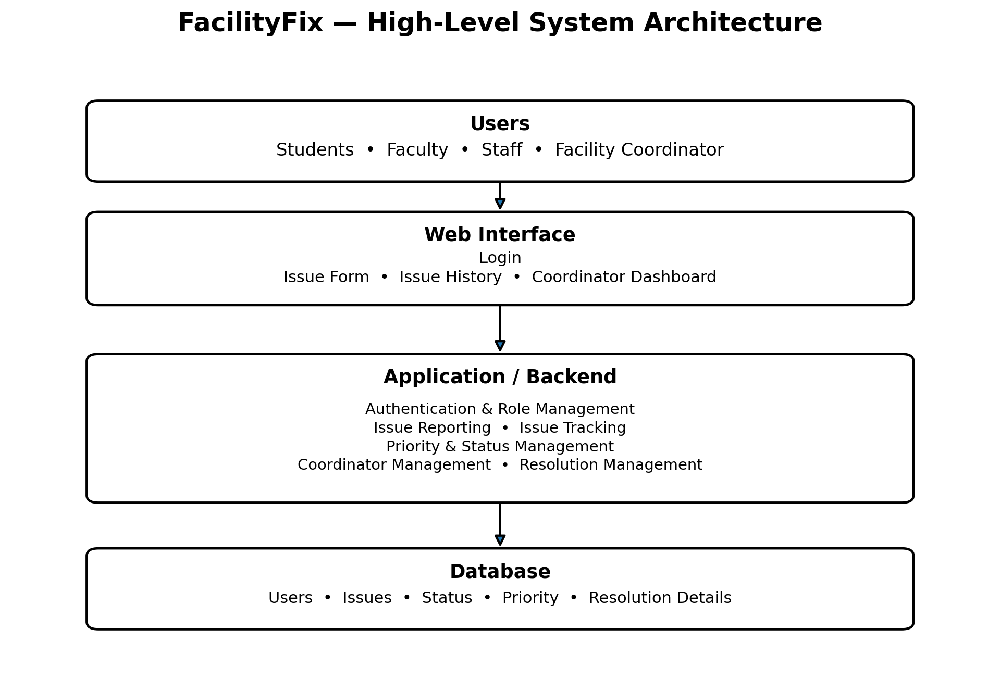 FacilityFix — High-Level System Architecture
Users
Students • Faculty • Staff • Facility Coordinator
Web Interface
Login
Issue Form • Issue History • Coordinator Dashboard
Application / Backend
Authentication & Role Management
Issue Reporting • Issue Tracking
Priority & Status Management
Coordinator Management • Resolution Management
Database
Users • Issues • Status • Priority • Resolution Details